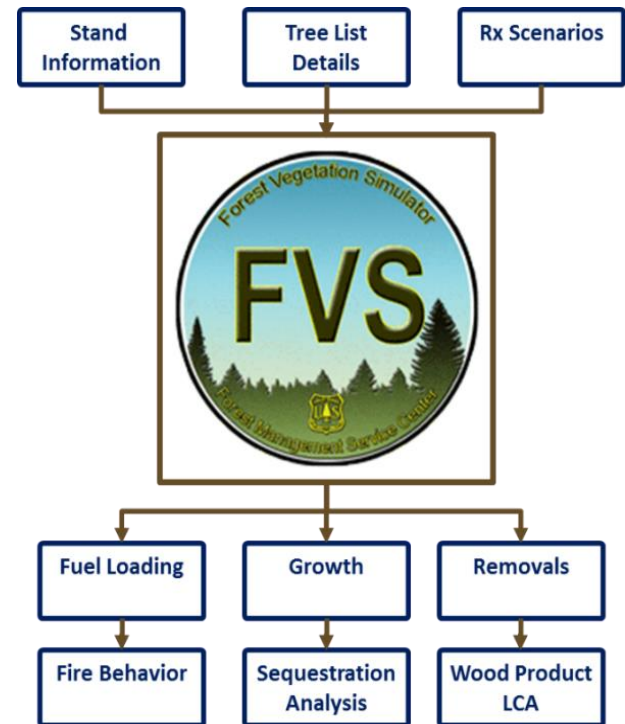 Stand
Information
Tree List
Details
Rx Scenarios
Forest Vegetation Simulator
FVS
US
Forest Management Service Center
Fuel Loading
Growth
Removals
Fire Behavior
Sequestration
Analysis
Wood Product
LCA